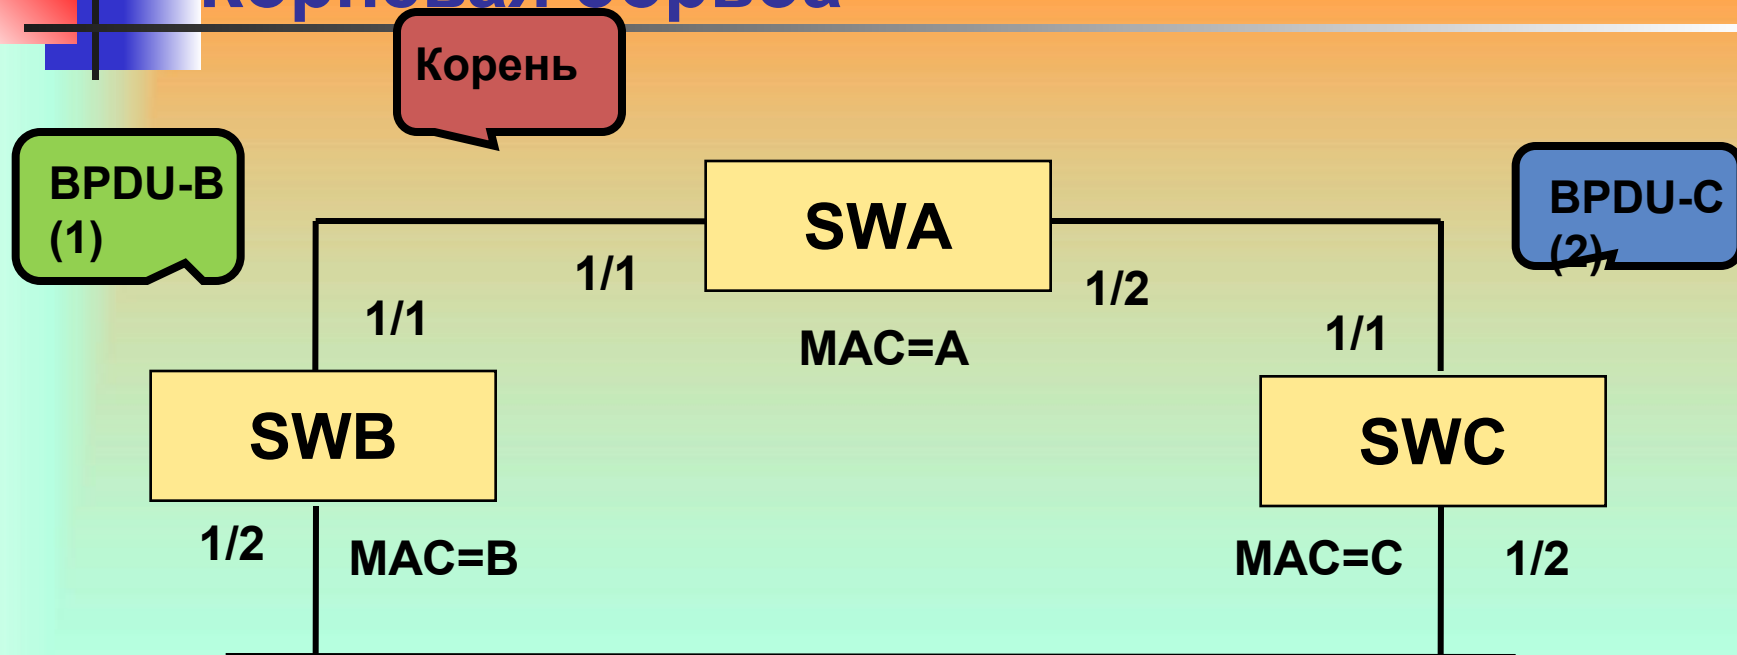 Корень
BPDU-B
(1)
BPDU-C
(2)
SWA
1/1
1/2
1/1
1/1
MAC=A
SWB
SWC
1/2
MAC=B
MAC=C
1/2